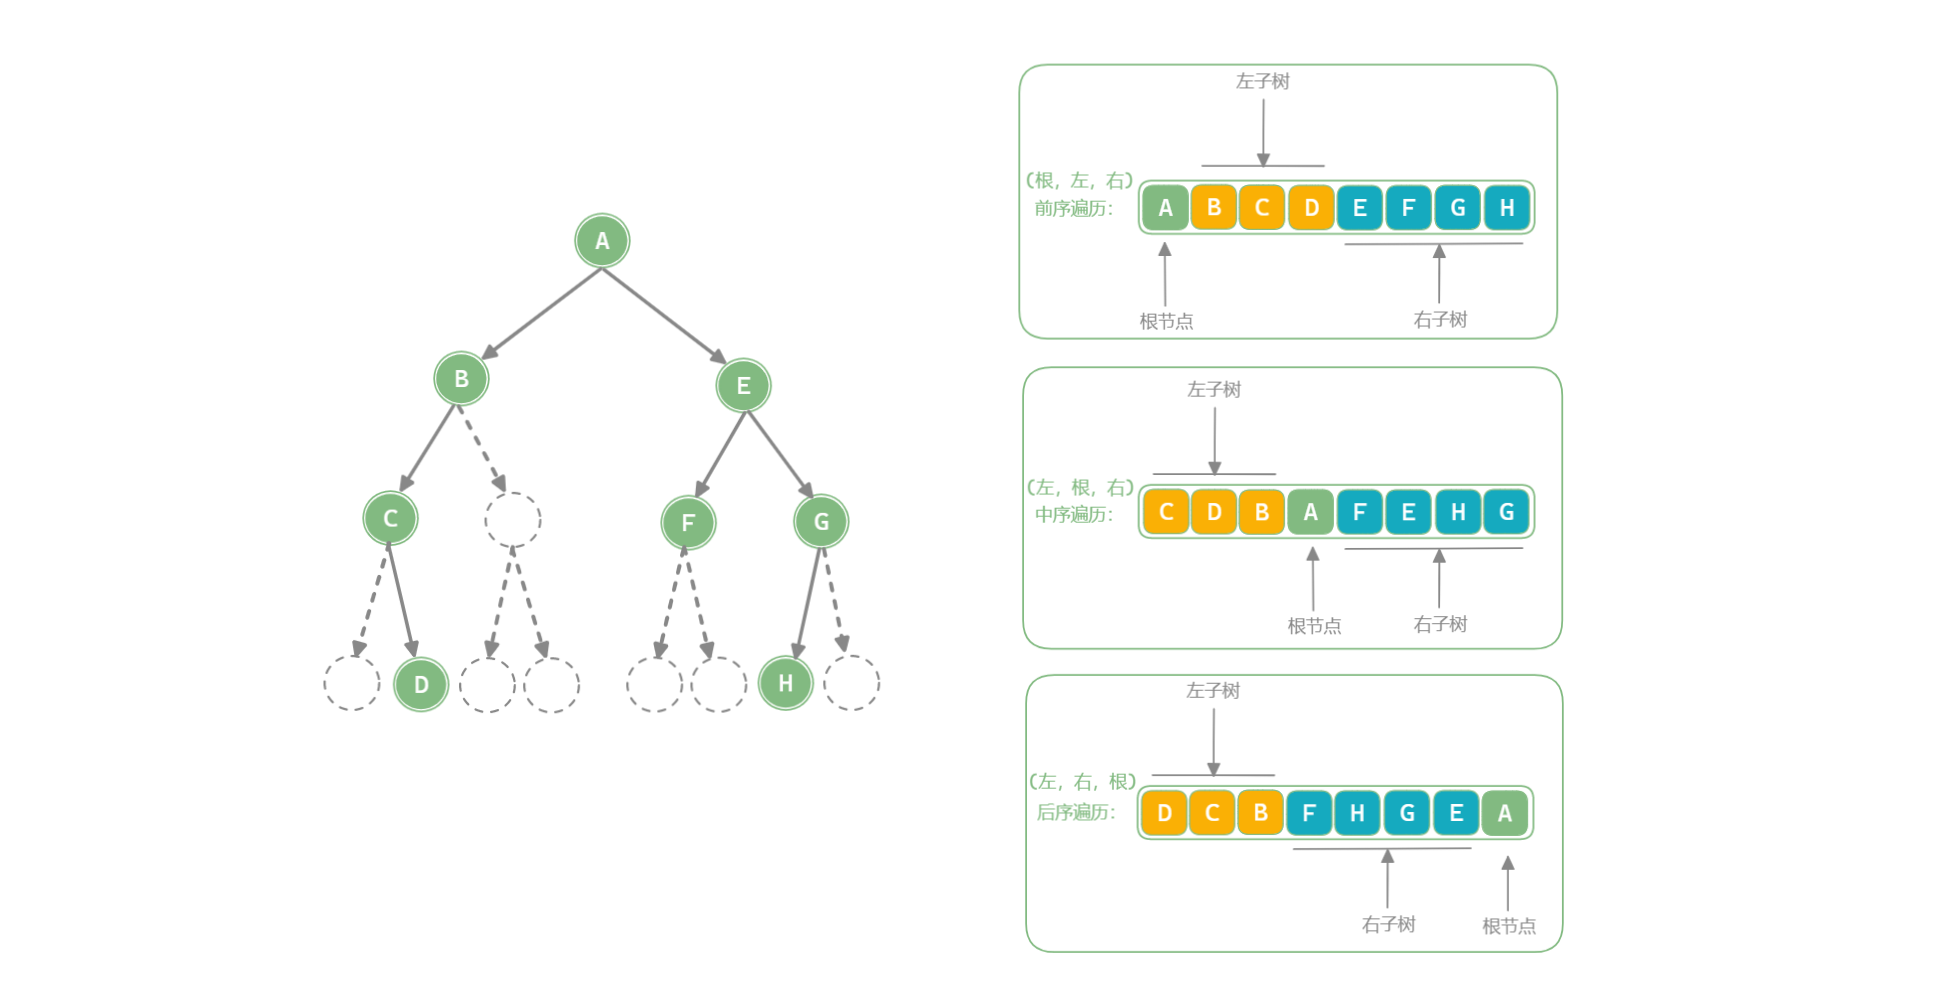 A
B
E
C
F
G
D
H
左子树
(根, 左, 右)
前序遍历:
A B C D E F G H
根节点
右子树
左子树
(左, 根, 右)
中序遍历:
C D B A F E H G
根节点
右子树
左子树
(左, 右, 根)
后序遍历:
D C B F H G E A
右子树
根节点